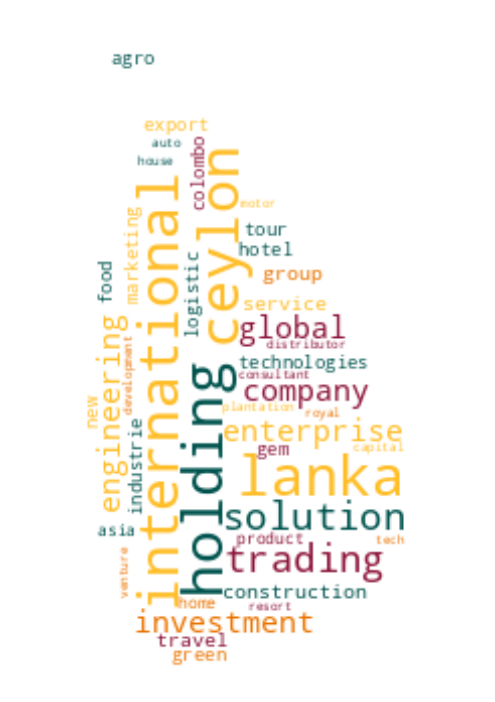 agro
export
auto
house
colombo
ceylon
international
motor
marketing
tour
hotel
logistic
food
group
service
global
distributor
engineering
development
technologies
holding
consultant
company
new
plantation
royal
industrie
enterprise
capital
gem
lanka
solution
asia
product
tech
trading
venture
construction
home
resort
investment
travel
green